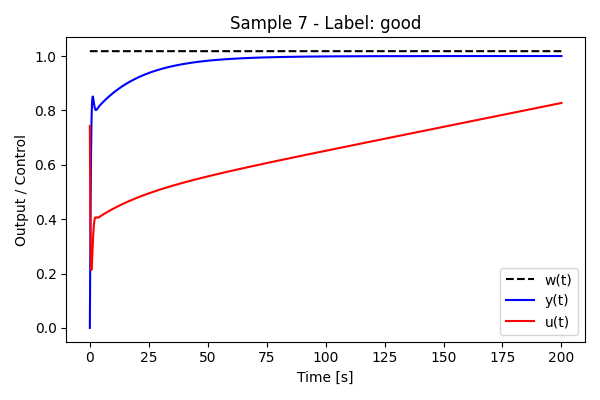 Sample 7 - Label: good
Output / Control
1.0
0.8
0.6
0.4
0.2
0.0
w(t)
y(t)
u(t)
0 25 50 75 100 125 150 175 200
Time [s]